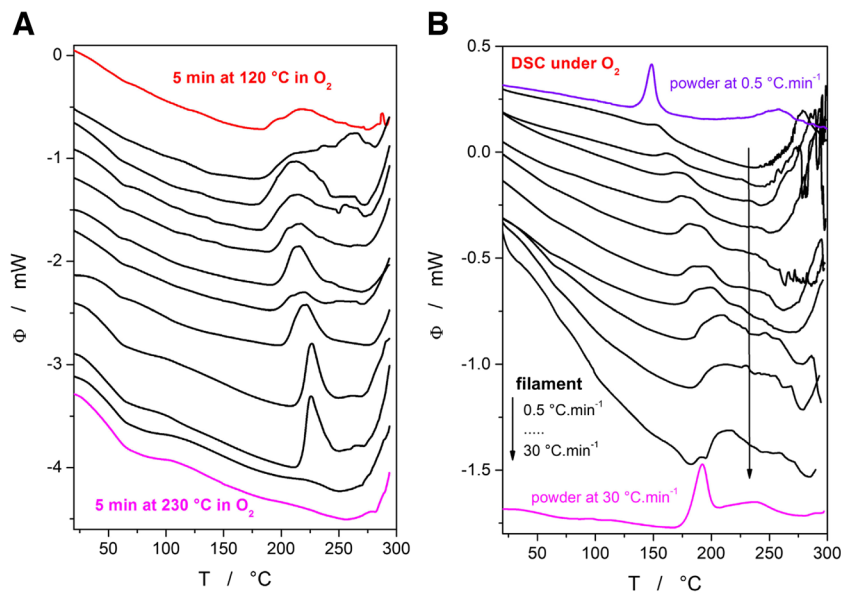 A
0
-1
-2
-3
-4
Φ / mW
5 min at 120 °C in O₂
5 min at 230 °C in O₂
50 100 150 200 250 300
T / °C
B
0.5
0.0
-0.5
-1.0
-1.5
Φ / mW
DSC under O₂
powder at 0.5 °C.min⁻¹
filament
0.5 °C.min⁻¹
.....
30 °C.min⁻¹
powder at 30 °C.min⁻¹
50 100 150 200 250 300
T / °C